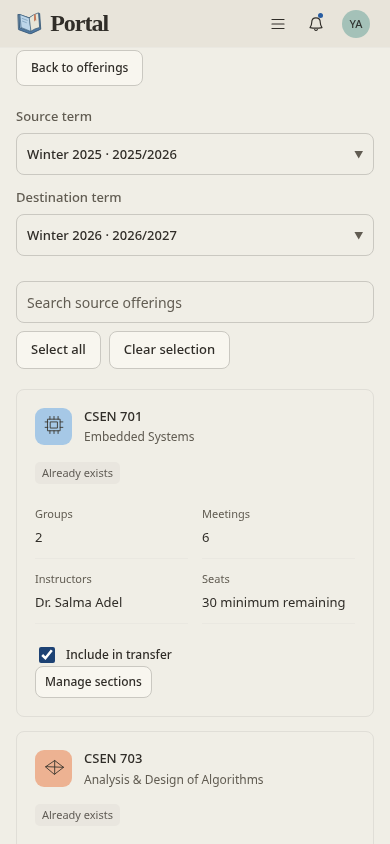 Portal
YA
Back to offerings
Source term
Winter 2025 · 2025/2026
Destination term
Winter 2026 · 2026/2027
Search source offerings
Select all
Clear selection
CSEN 701
Embedded Systems
Already exists
Groups
Meetings
2
6
Instructors
Seats
Dr. Salma Adel
30 minimum remaining
Include in transfer
Manage sections
CSEN 703
Analysis & Design of Algorithms
Already exists